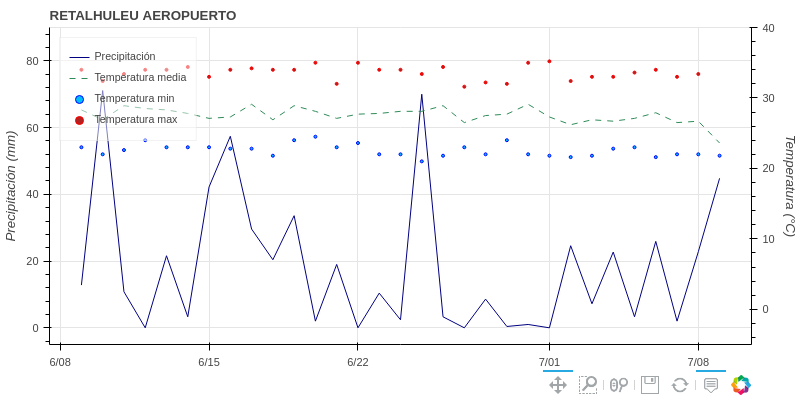 RETALHULEU AEROPUERTO
Precipitación
Temperatura media
Temperatura min
Temperatura max
80
60
40
20
0
Precipitación (mm)
40
30
20
10
0
Temperatura (°C)
6/08
6/15
6/22
7/01
7/08